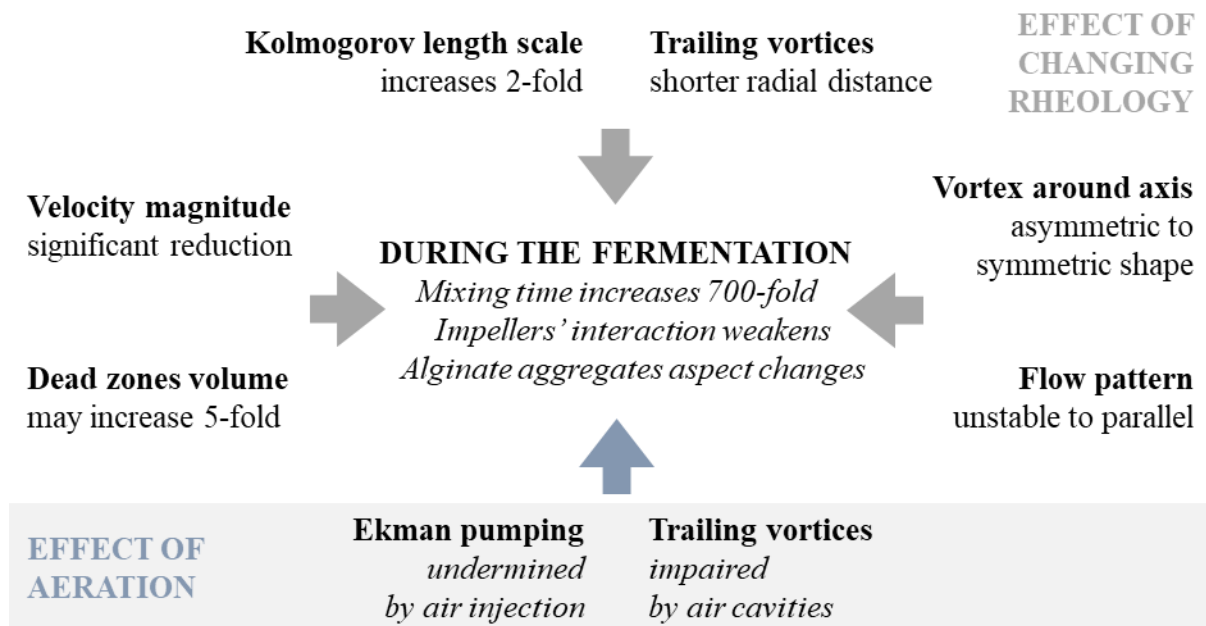 Kolmogorov length scale
increases 2-fold
Trailing vortices
shorter radial distance
EFFECT OF
CHANGING
RHEOLOGY
Velocity magnitude
significant reduction
Vortex around axis
asymmetric to
symmetric shape
DURING THE FERMENTATION
Mixing time increases 700-fold
Impellers’ interaction weakens
Alginate aggregates aspect changes
Dead zones volume
may increase 5-fold
Flow pattern
unstable to parallel
EFFECT OF
AERATION
Ekman pumping
undermined
by air injection
Trailing vortices
impaired
by air cavities